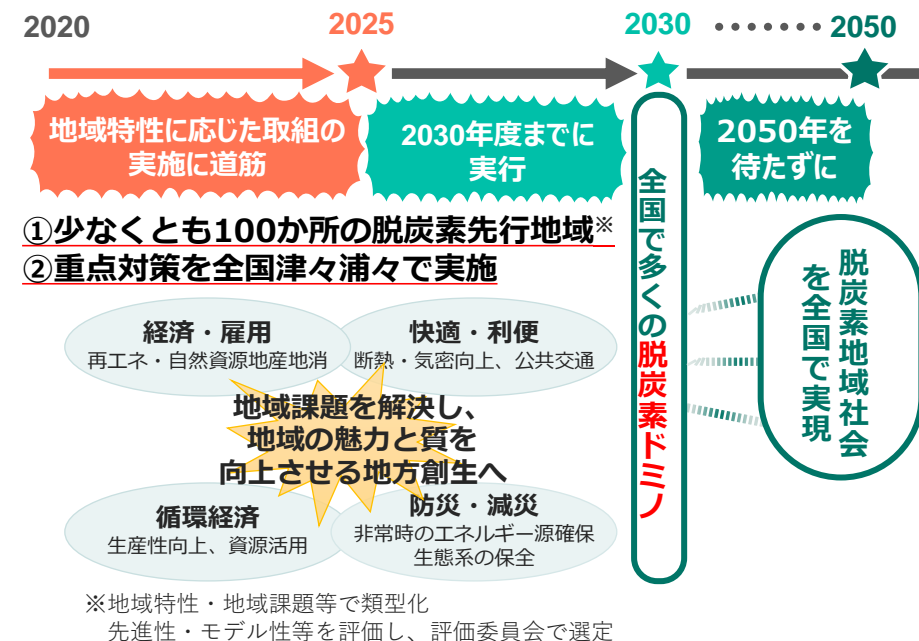 2020
2025
2030
•••••••
2050
地域特性に応じた取組の
実施に道筋
2030年度までに
実行
2050年を
待たずに
①少なくとも100か所の脱炭素先行地域※
②重点対策を全国津々浦々で実施
経済・雇用
再エネ・自然資源地産地消
快適・利便
断熱・気密向上、公共交通
地域課題を解決し、
地域の魅力と質を
向上させる地方創生へ
循環経済
生産性向上、資源活用
防災・減災
非常時のエネルギー源確保
生態系の保全
全国で多くの脱炭素ドミノ
脱炭素地域社会
を全国で実現
※地域特性・地域課題等で類型化
先進性・モデル性等を評価し、評価委員会で選定